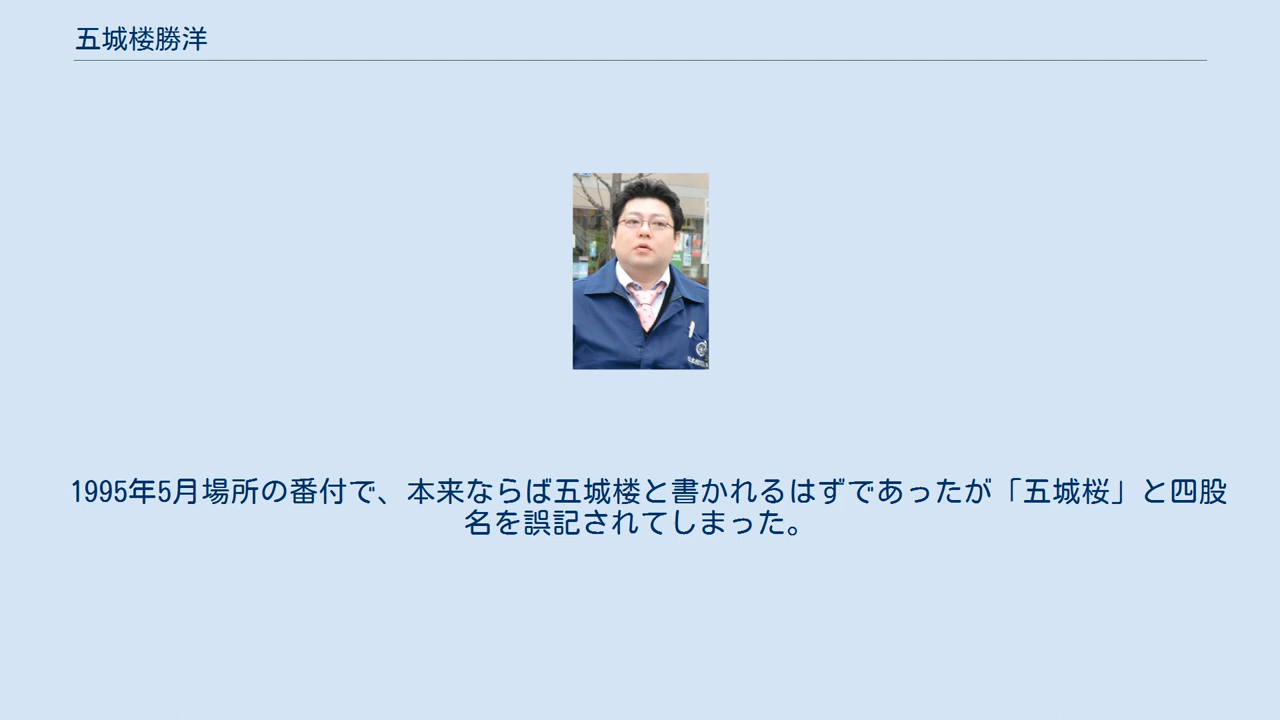 五城楼勝洋
1995年5月場所の番付で、本来ならば五城楼と書かれるはずであったが「五城桜」と四股
名を誤記されてしまった。